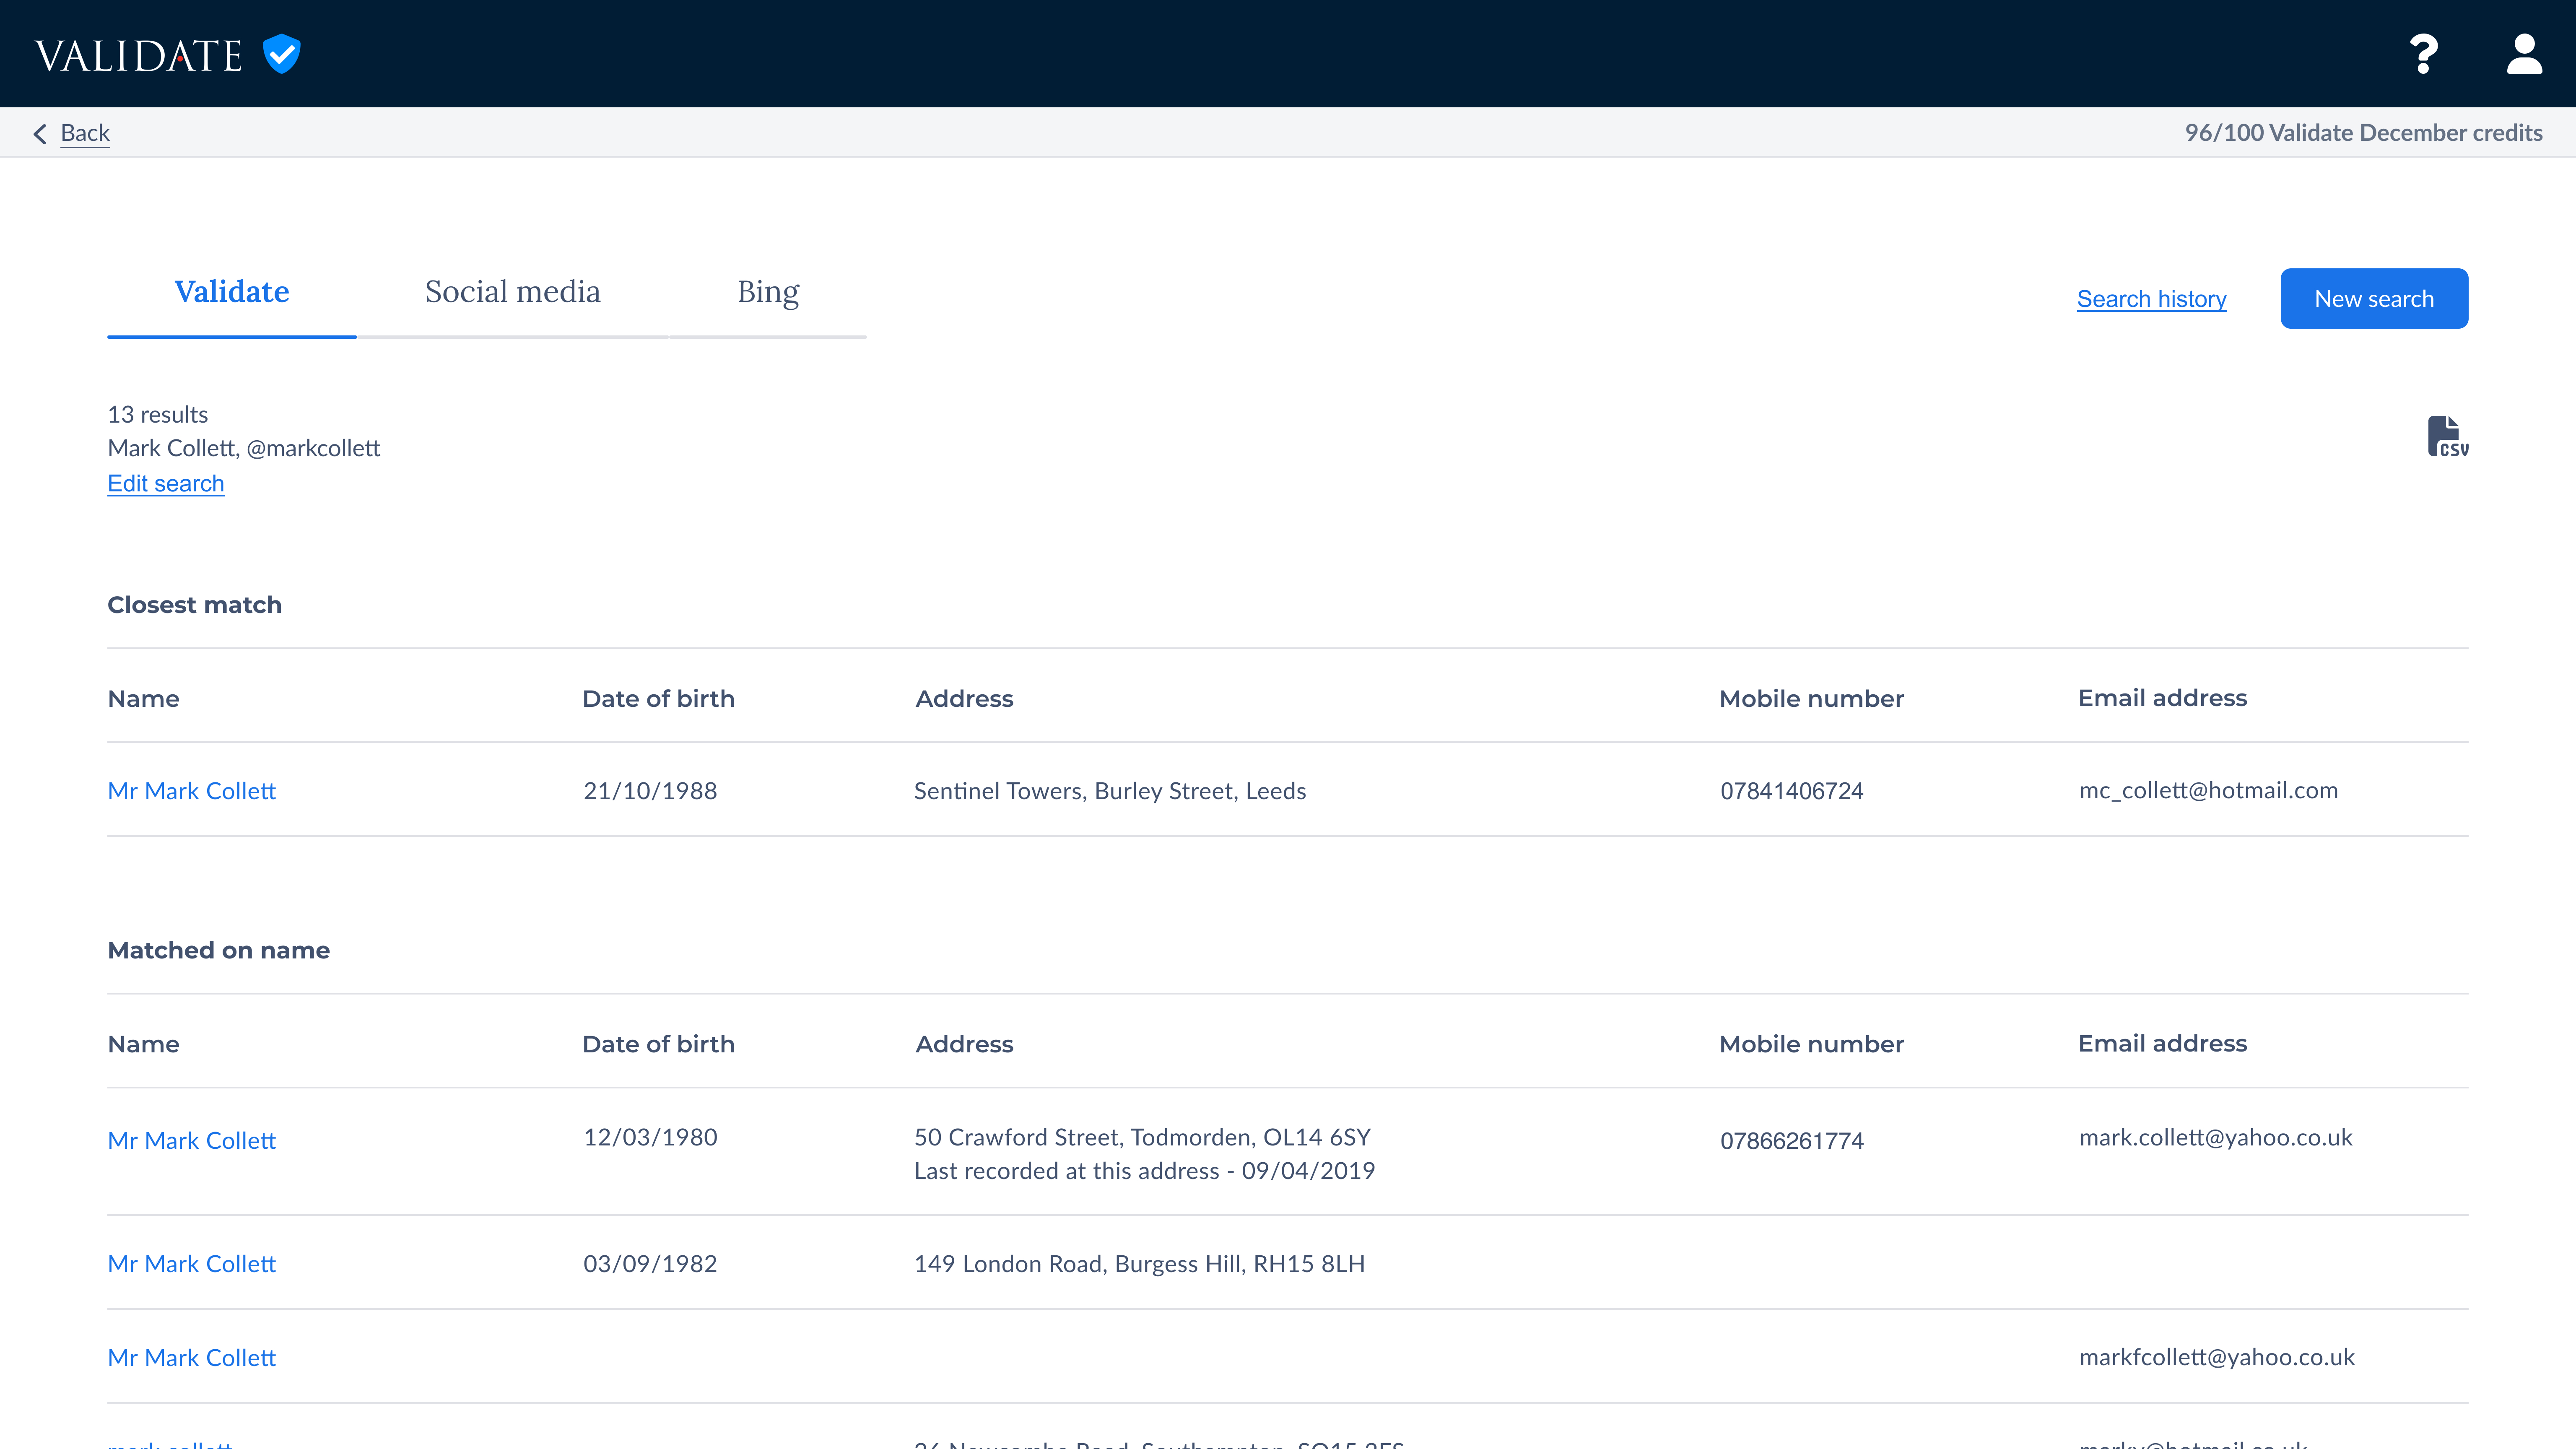 VALIDATE
Back
96/100 Validate December credits
Validate Social media Bing
Search history New search
13 results
Mark Collett, @markcollett
Edit search
CSV
Closest match
Name Date of birth Address Mobile number Email address
Mr Mark Collett 21/10/1988 Sentinel Towers, Burley Street, Leeds 07841406724 mc_collett@hotmail.com
Matched on name
Name Date of birth Address Mobile number Email address
Mr Mark Collett 12/03/1980 50 Crawford Street, Todmorden, OL14 6SY 07866261774 mark.collett@yahoo.co.uk
Last recorded at this address - 09/04/2019
Mr Mark Collett 03/09/1982 149 London Road, Burgess Hill, RH15 8LH
Mr Mark Collett markfcollett@yahoo.co.uk
mark collett